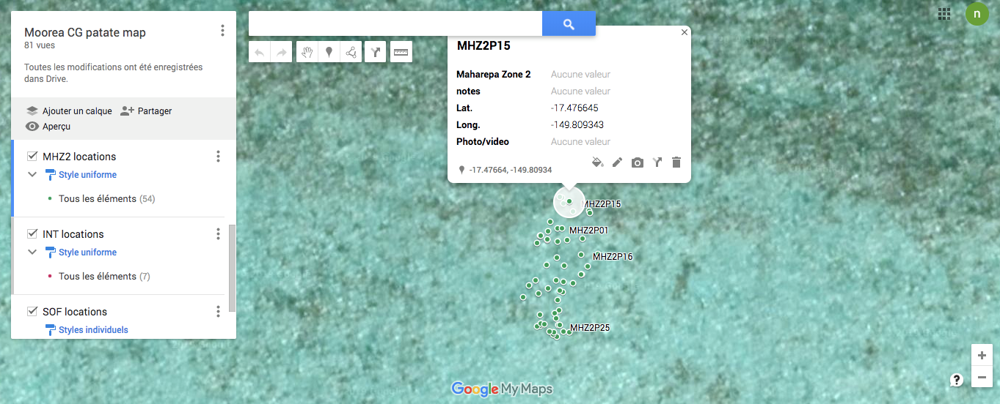 Moorea CG patate map
81 vues
Toutes les modifications ont été enregistrées
dans Drive.
Ajouter un calque
Partager
Aperçu
MHZ2 locations
Style uniforme
Tous les éléments (54)
INT locations
Style uniforme
Tous les éléments (7)
SOF locations
Styles individuels
n
MHZ2P15
Maharepa Zone 2 Aucune valeur
notes Aucune valeur
Lat. -17.476645
Long. -149.809343
Photo/video Aucune valeur
-17.47664, -149.80934
MHZ2P15
MHZ2P01
MHZ2P16
MHZ2P25
Google My Maps
+
?
−